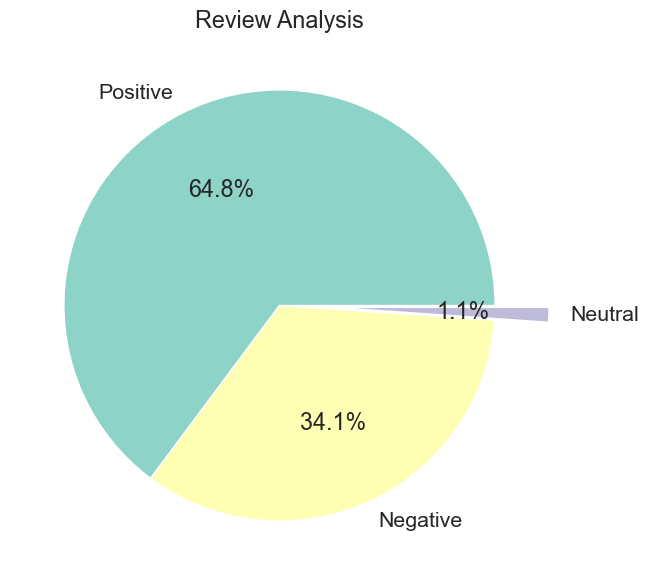 Review Analysis
Positive
64.8%
1.1%
Neutral
34.1%
Negative